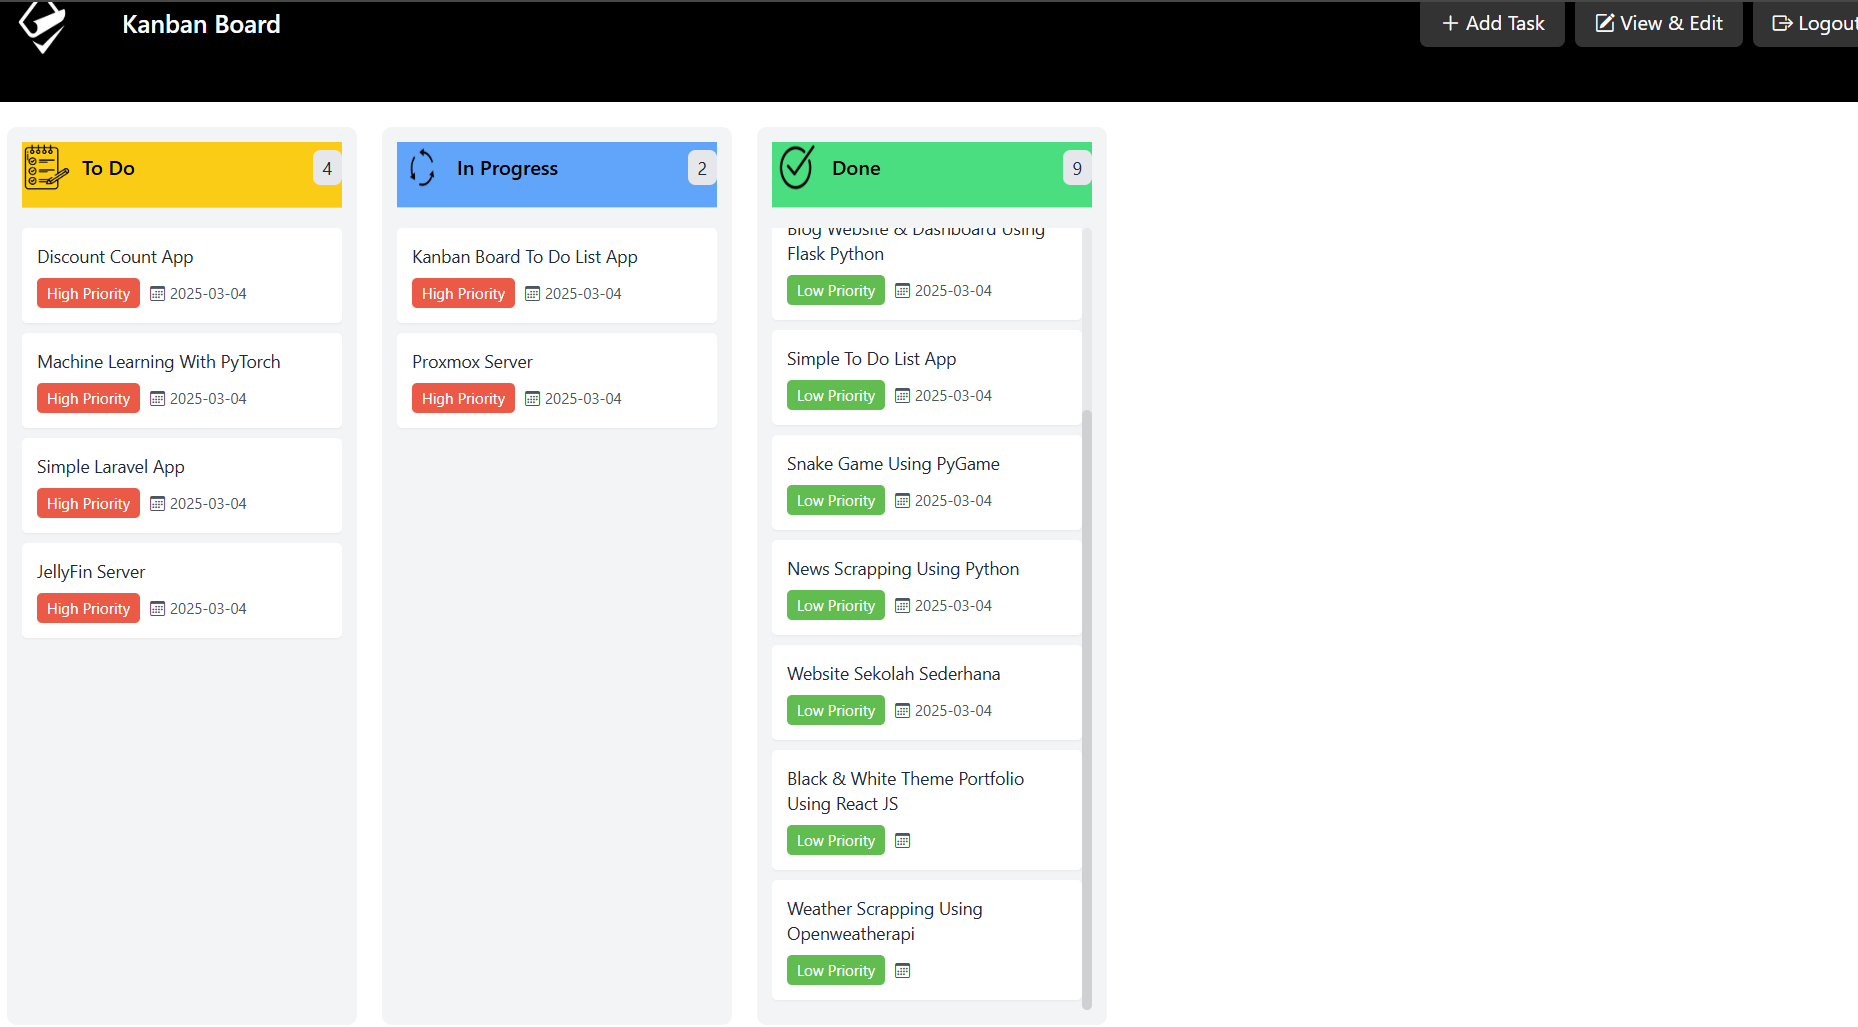 Kanban Board
Add Task
View & Edit
Logout
To Do
4
Discount Count App
High Priority
2025-03-04
Machine Learning With PyTorch
High Priority
2025-03-04
Simple Laravel App
High Priority
2025-03-04
JellyFin Server
High Priority
2025-03-04
In Progress
2
Kanban Board To Do List App
High Priority
2025-03-04
Proxmox Server
High Priority
2025-03-04
Done
9
Blog Website & Dashboard Using
Flask Python
Low Priority
2025-03-04
Simple To Do List App
Low Priority
2025-03-04
Snake Game Using PyGame
Low Priority
2025-03-04
News Scrapping Using Python
Low Priority
2025-03-04
Website Sekolah Sederhana
Low Priority
2025-03-04
Black & White Theme Portfolio
Using React JS
Low Priority
Weather Scrapping Using
Openweatherapi
Low Priority